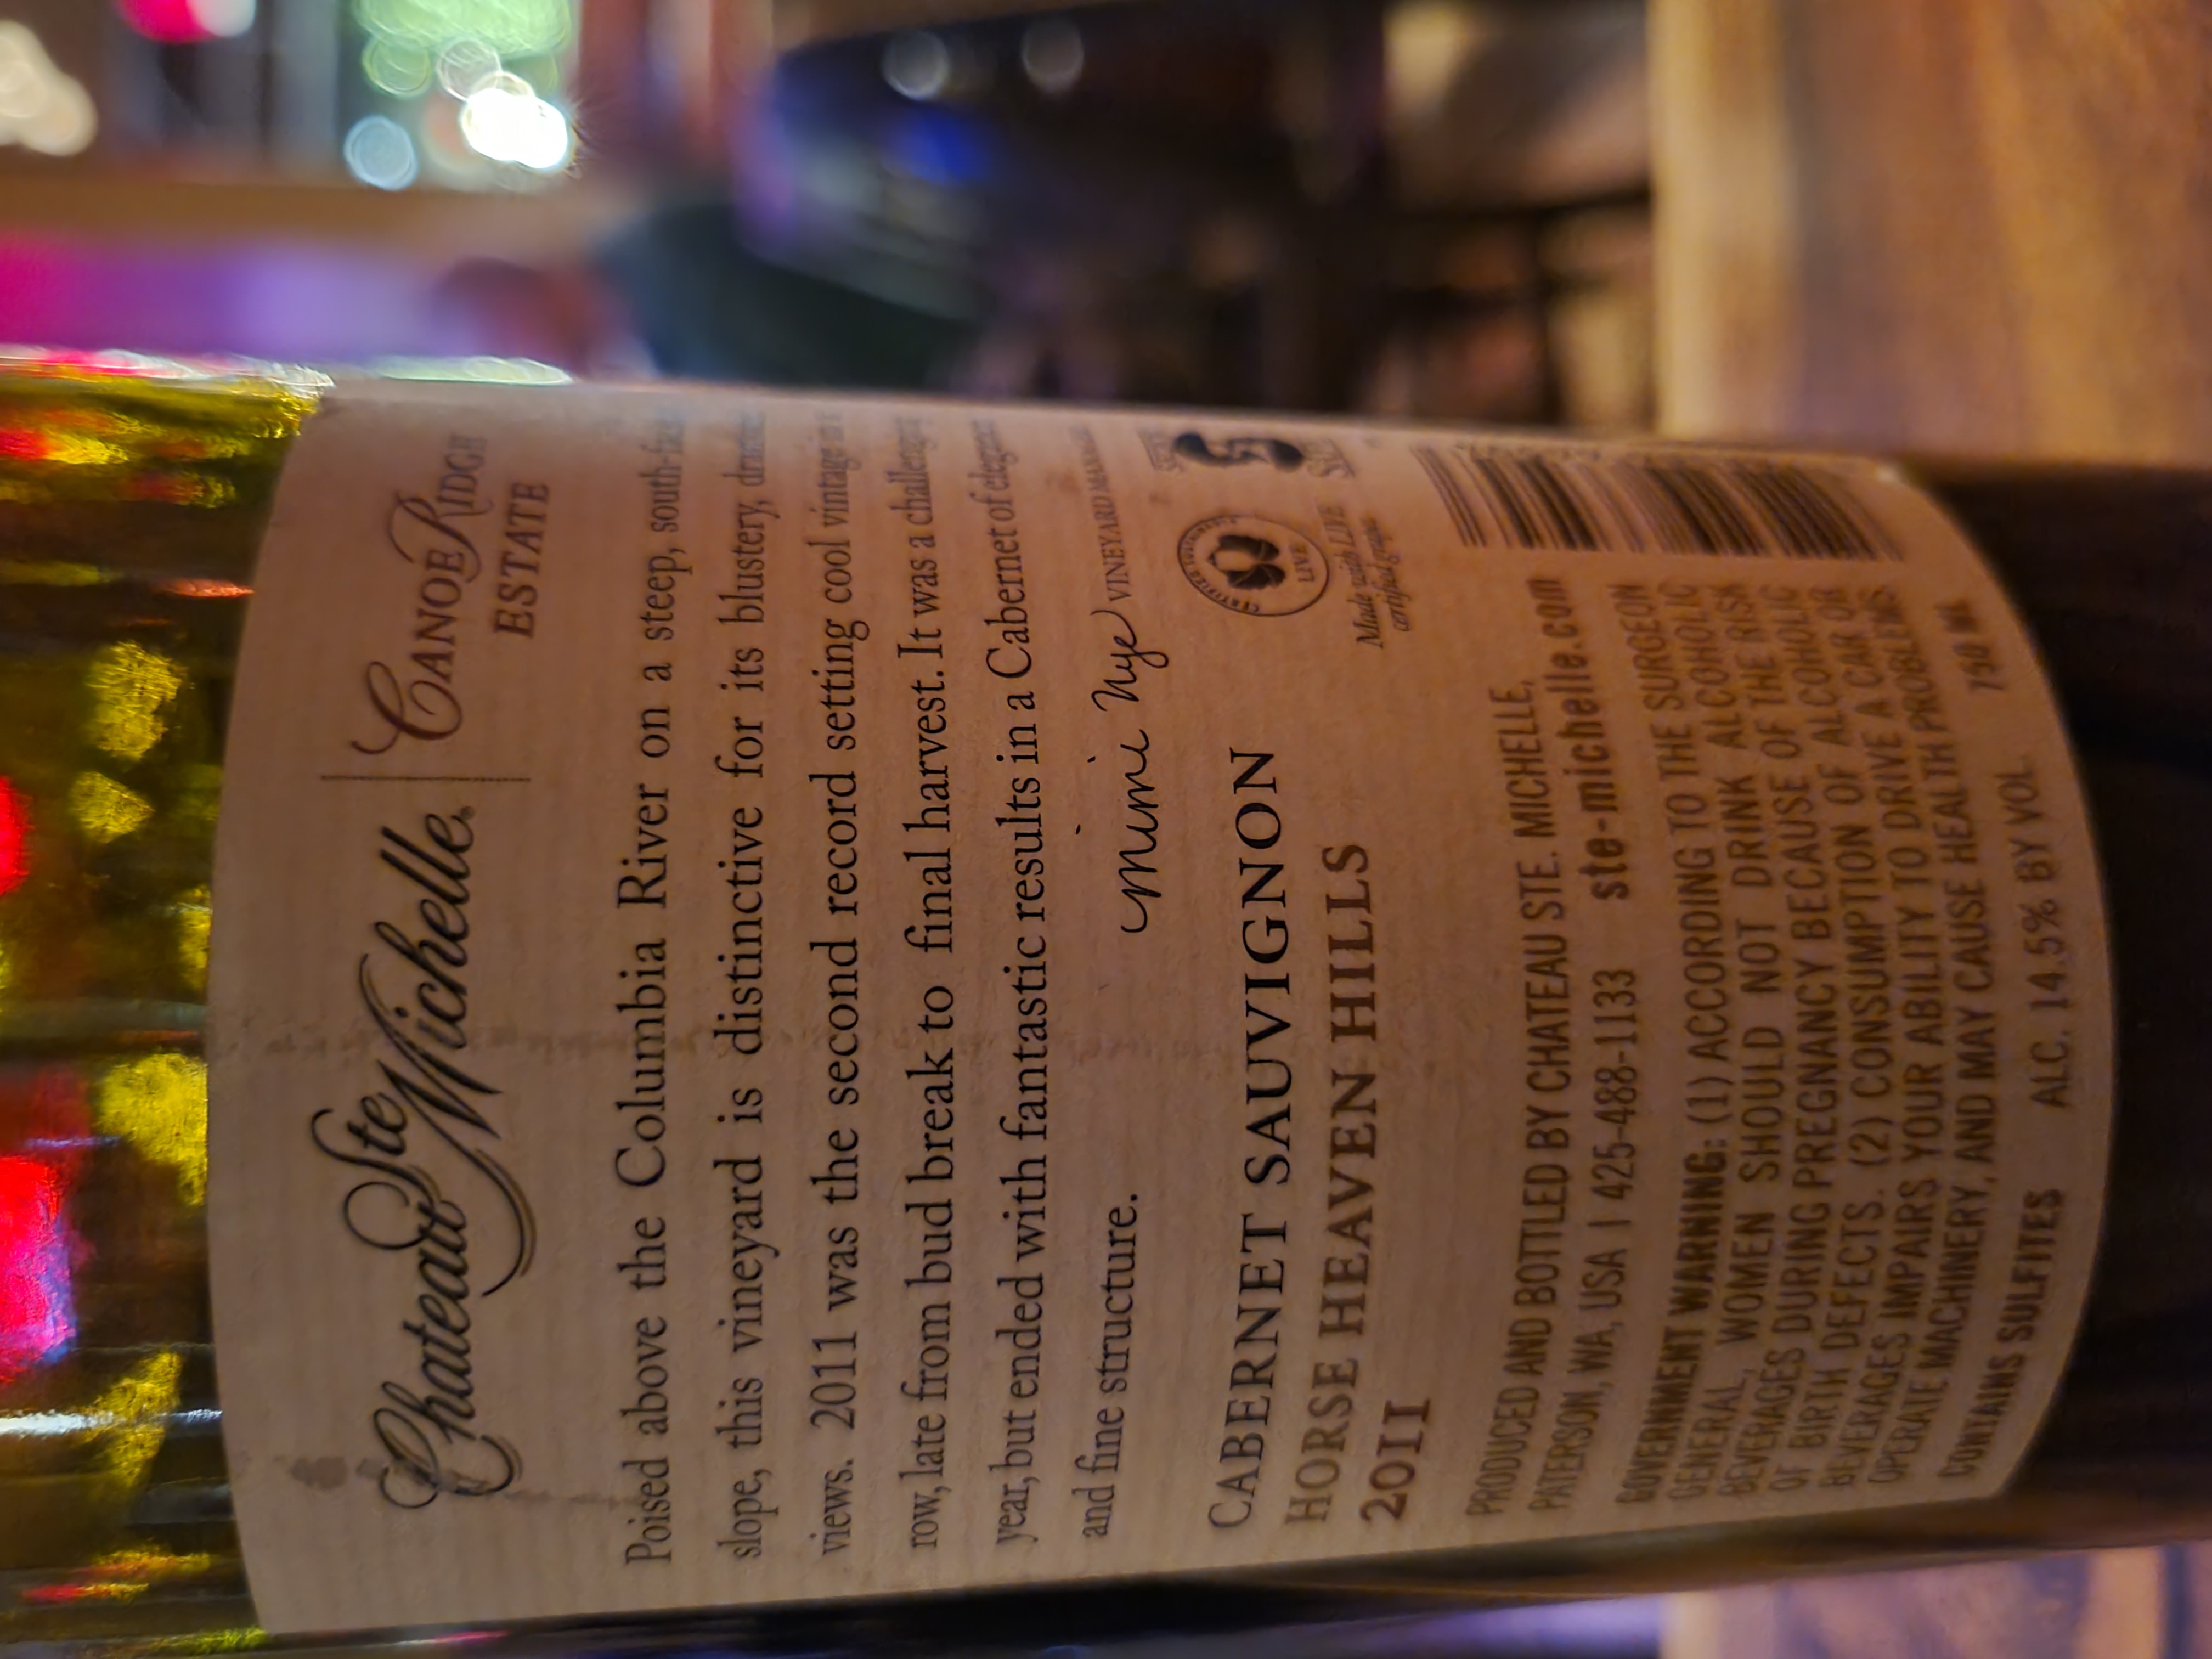 Chateau Ste Michelle
CANOE RIDGE
ESTATE
Poised above the Columbia River on a steep,
slope, this vineyard is distinctive for its blustery,
views. 2011 was the second record setting cool vintage in a
row, late from bud break to final harvest. It was a challenging
year, but ended with fantastic results in a Cabernet of
and fine structure.
Mimi Nye VINEYARD MANAGER
CABERNET SAUVIGNON
HORSE HEAVEN HILLS
2011
CERTIFIED
LIVE
Made with LIVE
certified grapes
PRODUCED AND BOTTLED BY CHATEAU STE. MICHELLE,
PATERSON, WA, USA | 425-488-1133 ste-michelle.com
GOVERNMENT WARNING: (1) ACCORDING TO THE SURGEON
GENERAL, WOMEN SHOULD NOT DRINK ALCOHOLIC
BEVERAGES DURING PREGNANCY BECAUSE OF THE RISK
OF BIRTH DEFECTS. (2) CONSUMPTION OF ALCOHOLIC
BEVERAGES IMPAIRS YOUR ABILITY TO DRIVE A CAR OR
OPERATE MACHINERY, AND MAY CAUSE HEALTH PROBLEMS
CONTAINS SULFITES ALC. 14.5% BY VOL. 750 ML